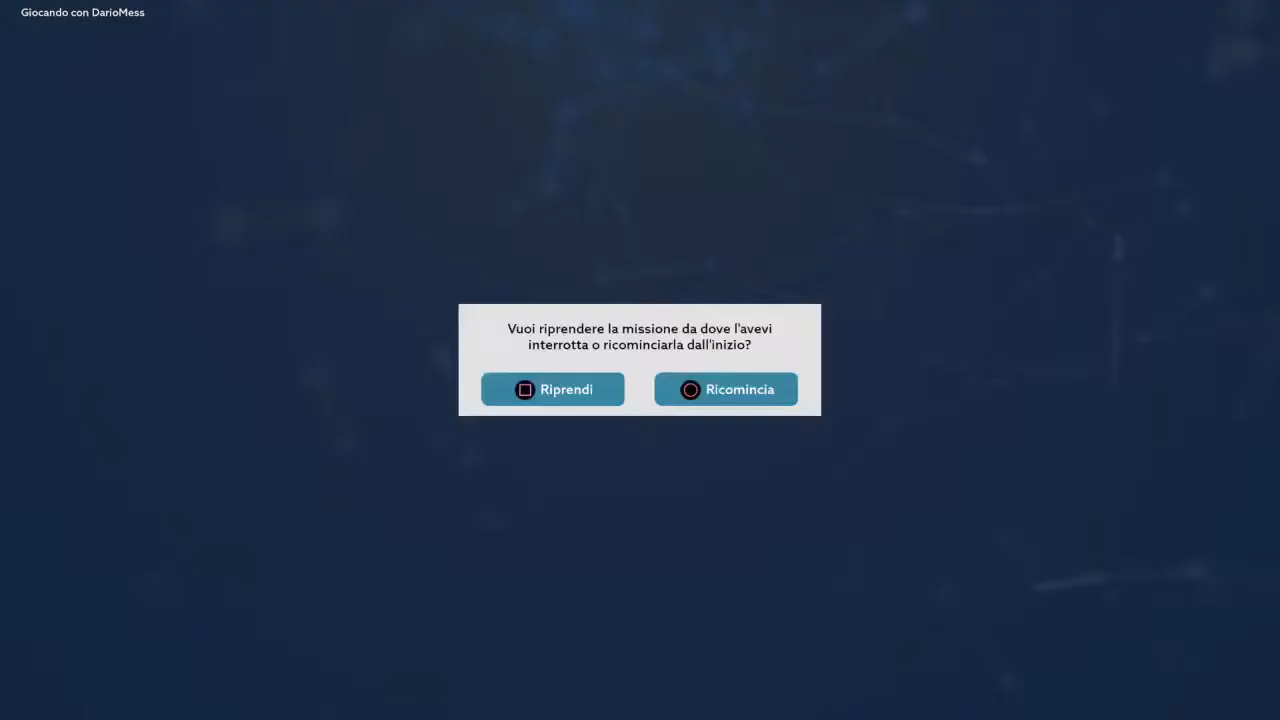 Giocando con DarioMess
Vuoi riprendere la missione da dove l'avevi
interrotta o ricominciarla dall'inizio?
Riprendi
Ricomincia